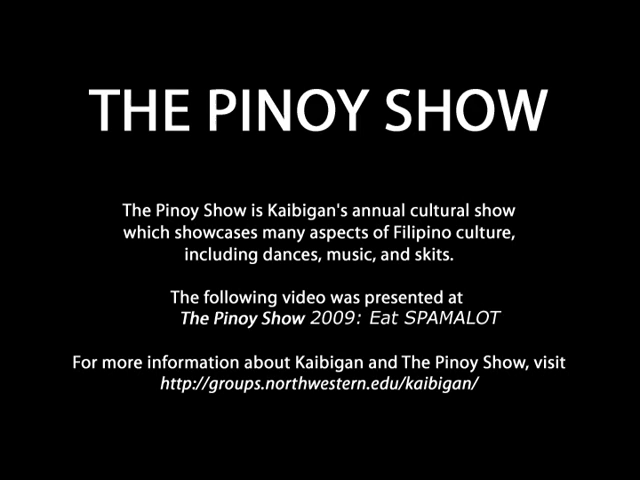 THE PINOY SHOW
The Pinoy Show is Kaibigan's annual cultural show
which showcases many aspects of Filipino culture,
including dances, music, and skits.
The following video was presented at
The Pinoy Show 2009: Eat SPAMALOT
For more information about Kaibigan and The Pinoy Show, visit
http://groups.northwestern.edu/kaibigan/